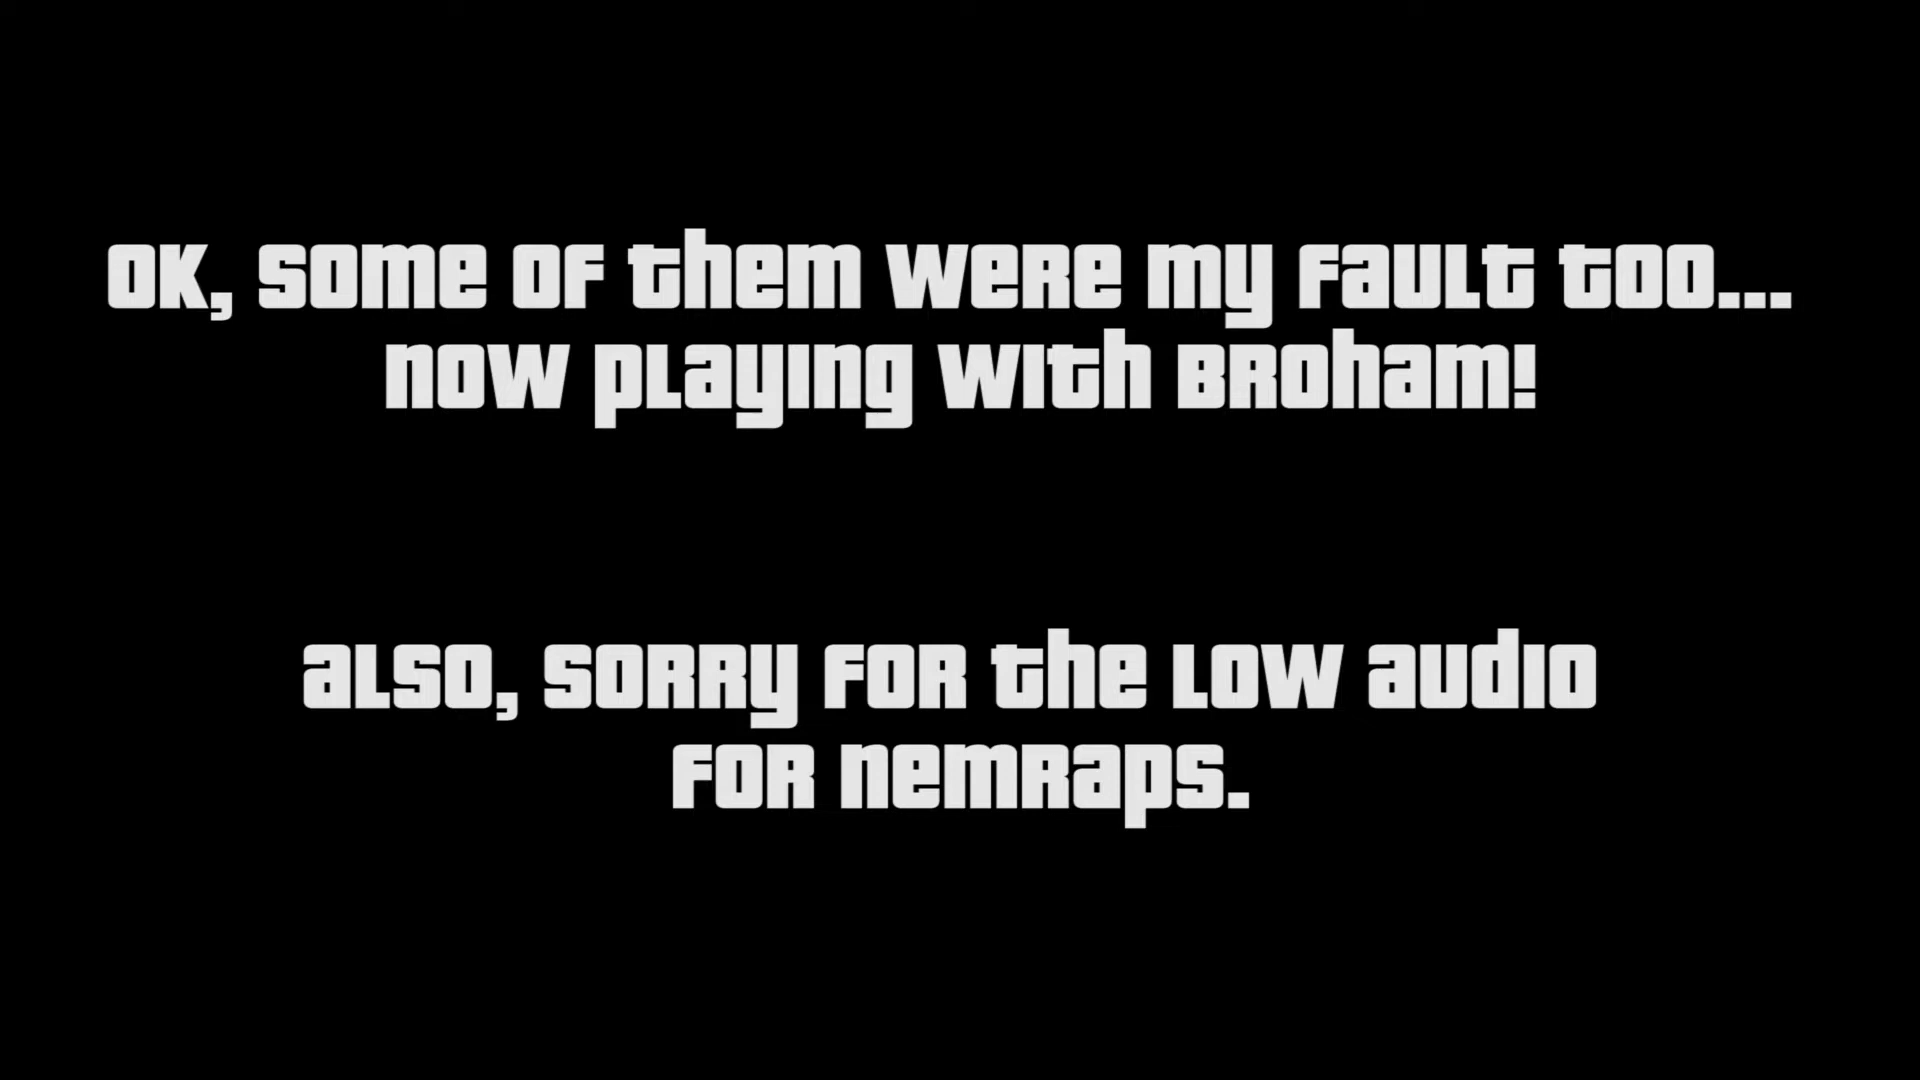 OK, some of them were my fault too...
now playing with Broham!
also, sorry for the low audio
for nemraps.